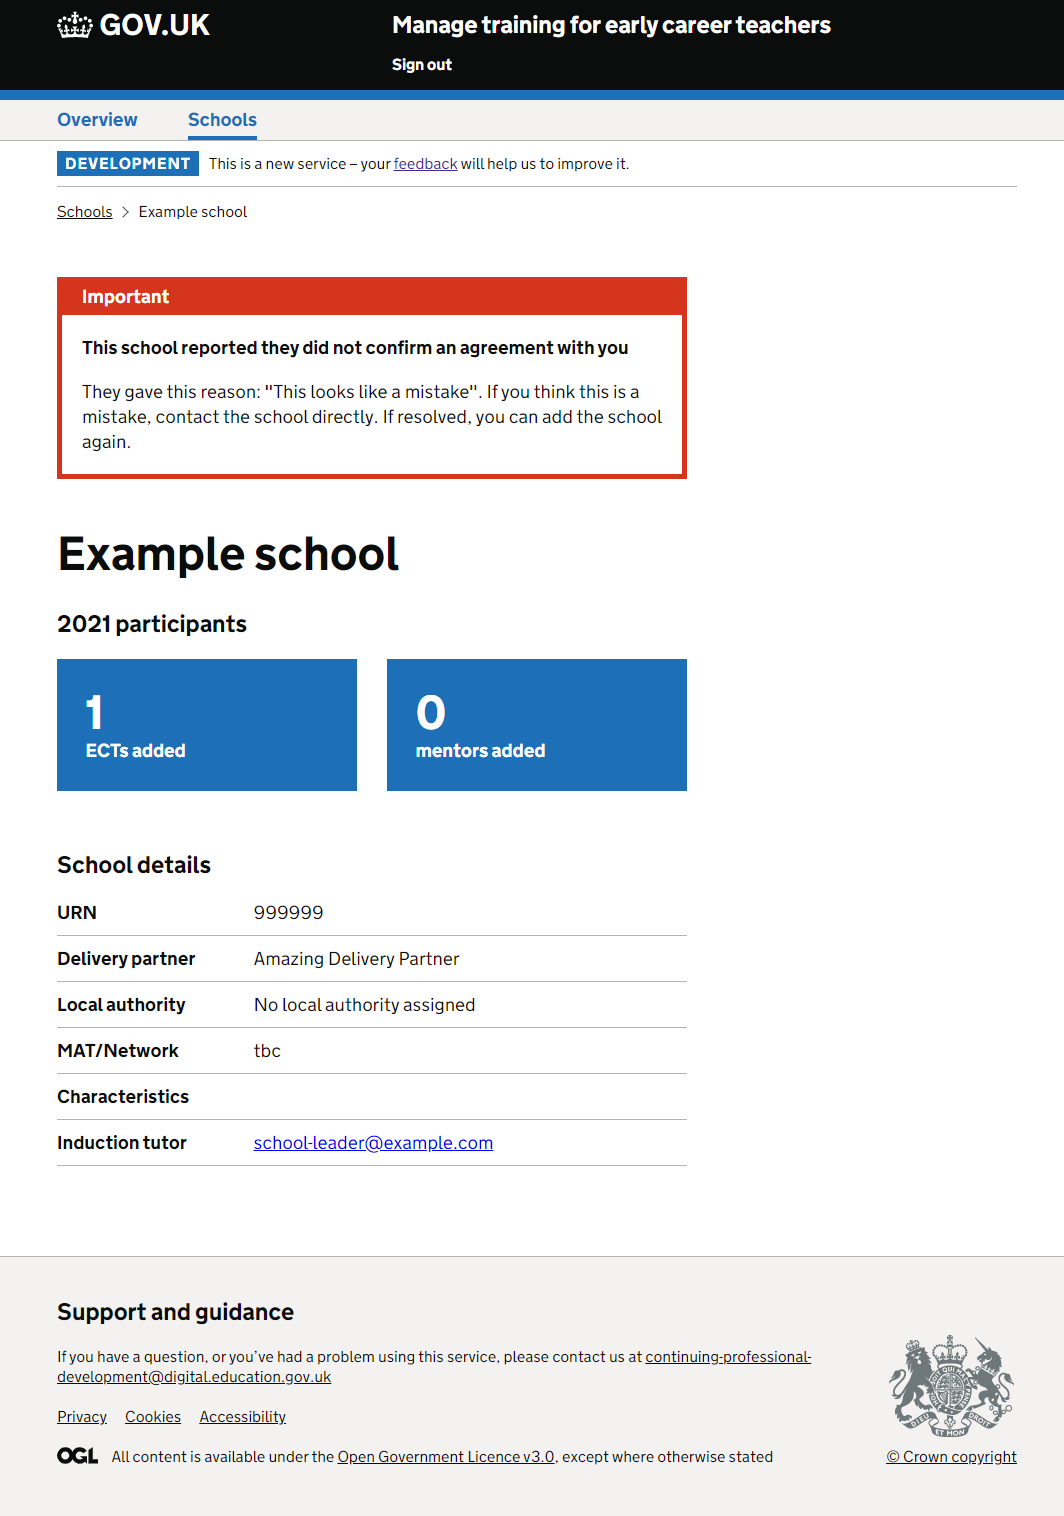 GOV.UK
Manage training for early career teachers
Sign out
Overview
Schools
DEVELOPMENT This is a new service – your feedback will help us to improve it.
Schools Example school
Important
This school reported they did not confirm an agreement with you
They gave this reason: "This looks like a mistake". If you think this is a
mistake, contact the school directly. If resolved, you can add the school
again.
Example school
2021 participants
1
ECTs added
0
mentors added
School details
URN 999999
Delivery partner Amazing Delivery Partner
Local authority No local authority assigned
MAT/Network tbc
Characteristics
Induction tutor school-leader@example.com
Support and guidance
If you have a question, or you’ve had a problem using this service, please contact us at continuing-professional-
development@digital.education.gov.uk
Privacy Cookies Accessibility
OGL All content is available under the Open Government Licence v3.0, except where otherwise stated
DIEU ET MON DROIT
© Crown copyright